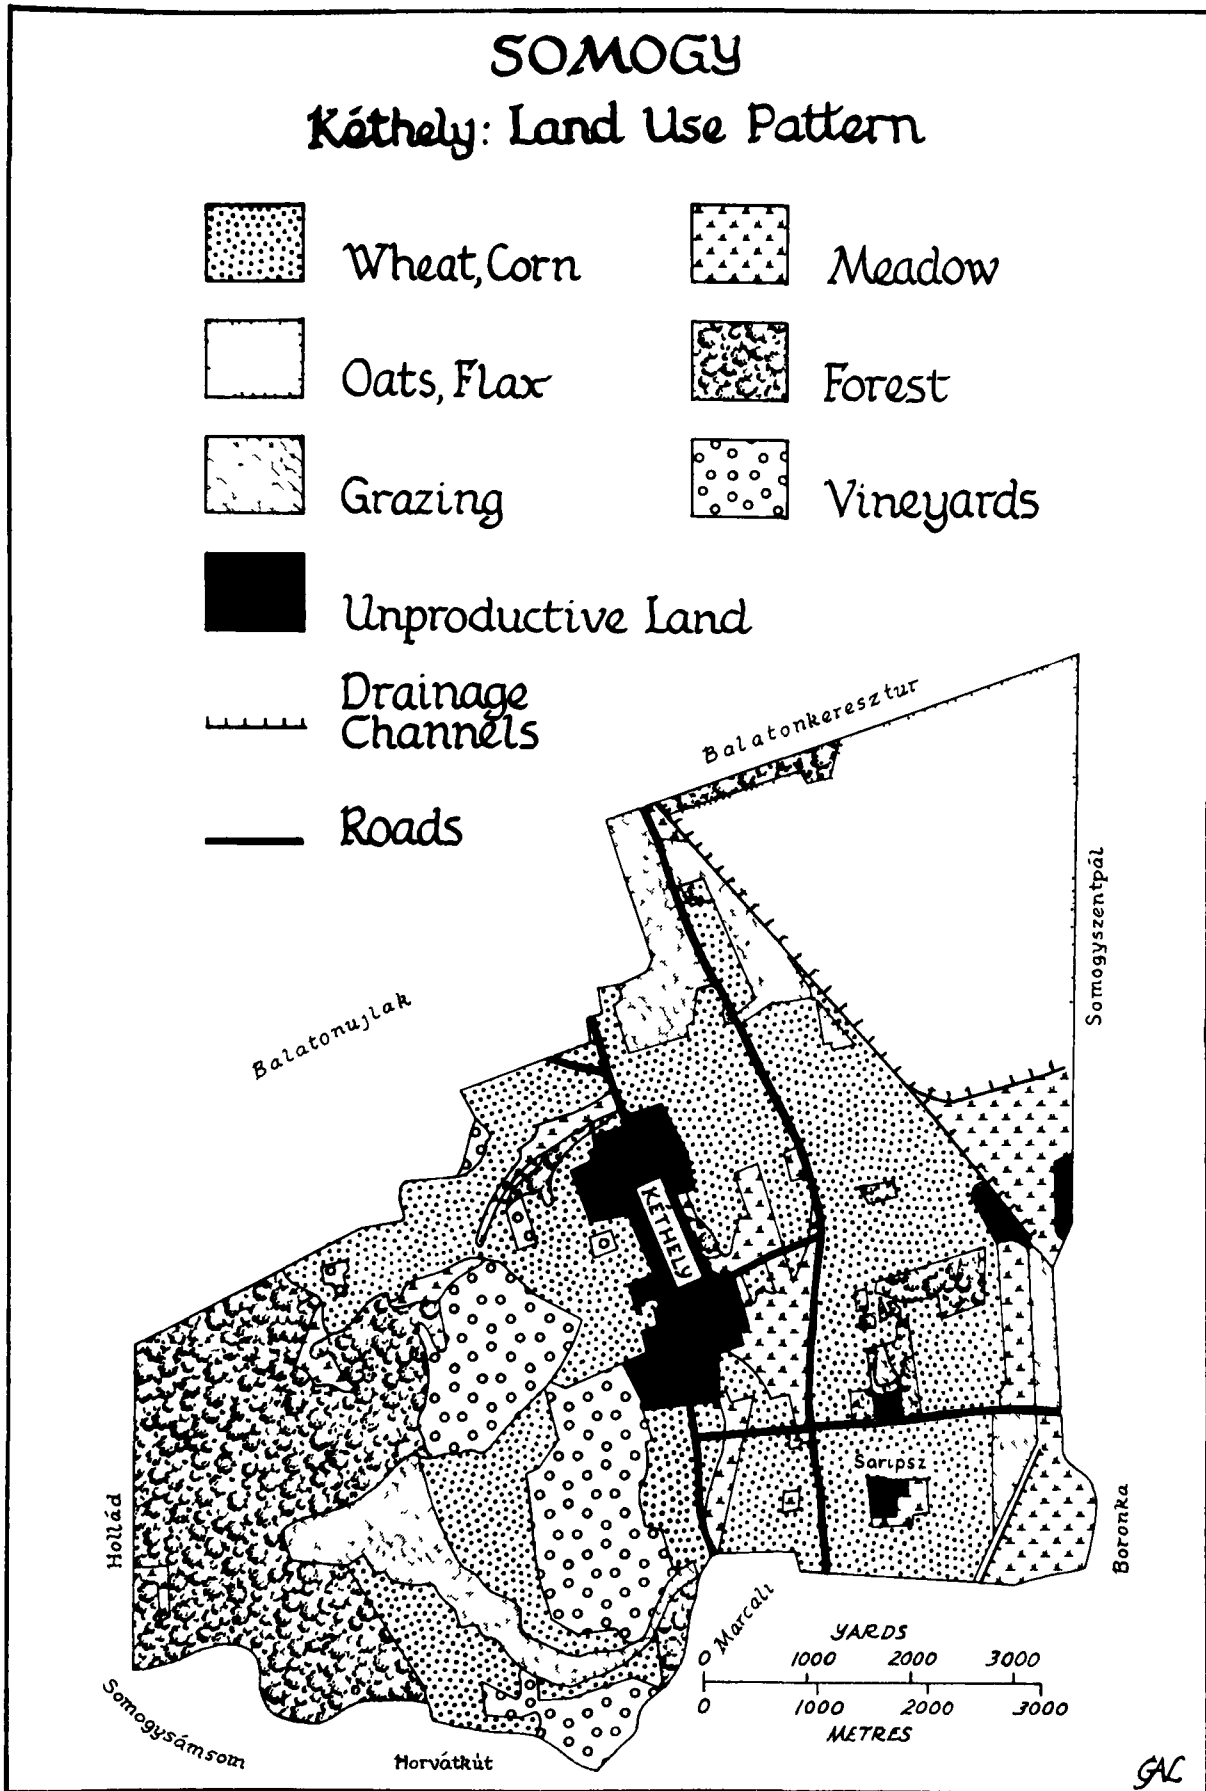 SOMOGY
Kéthely: Land Use Pattern
Wheat, Corn
Meadow
Oats, Flax
Forest
Grazing
Vineyards
Unproductive Land
Drainage
Channels
Roads
Balatonkeresztur
Somogyszentpál
Balatonujlak
KÉTHELY
Saripsz
Hollád
Boronka
Marcali
YARDS
0 1000 2000 3000
0 1000 2000 3000
METRES
Somogysámsom
Horvátkút
GAL